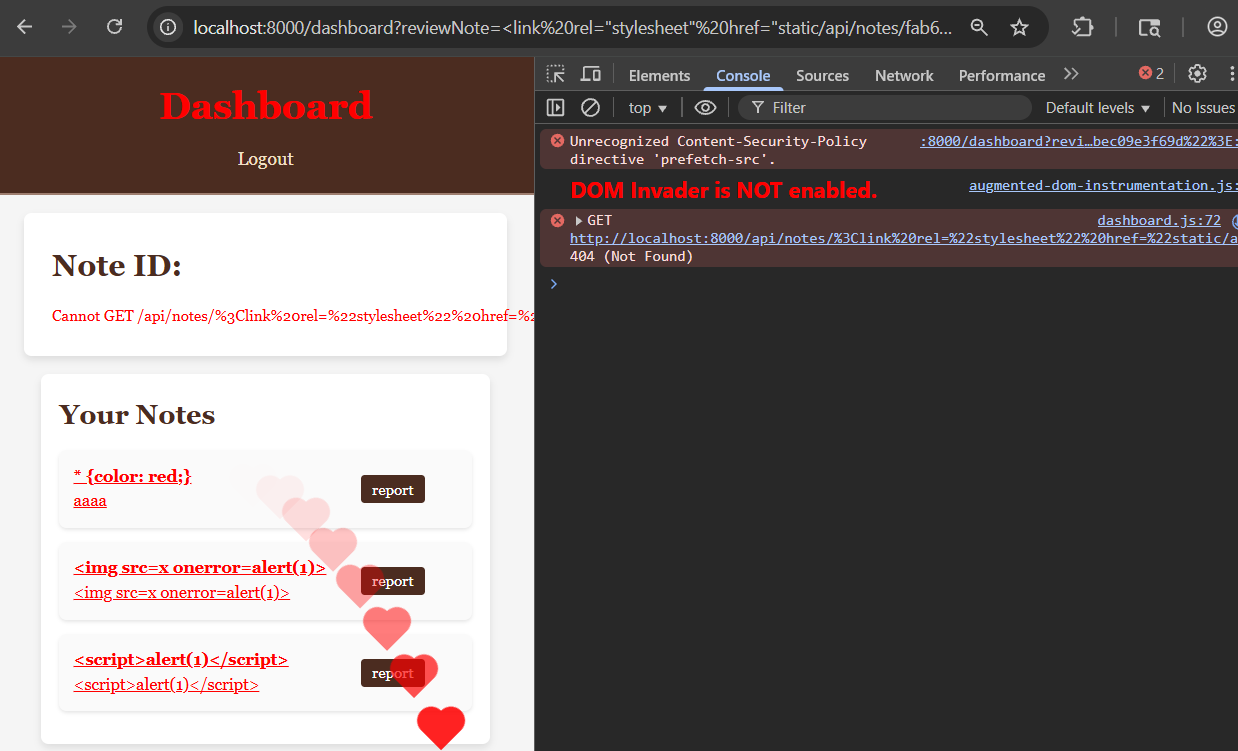 localhost:8000/dashboard?reviewNote=<link%20rel="stylesheet"%20href="static/api/notes/fab6...
Dashboard
Logout
Note ID:
Cannot GET /api/notes/%3Clink%20rel=%22stylesheet%22%20href=%2
Your Notes
* {color: red;}
aaaa
report
<img src=x onerror=alert(1)>
<img src=x onerror=alert(1)>
report
<script>alert(1)</script>
<script>alert(1)</script>
report
Elements Console Sources Network Performance 2
top Filter Default levels No Issues
Unrecognized Content-Security-Policy :8000/dashboard?revi…bec09e3f69d%22%3E:
directive 'prefetch-src'.
DOM Invader is NOT enabled. augmented-dom-instrumentation.js:
GET dashboard.js:72
http://localhost:8000/api/notes/%3Clink%20rel=%22stylesheet%22%20href=%22static/a
404 (Not Found)